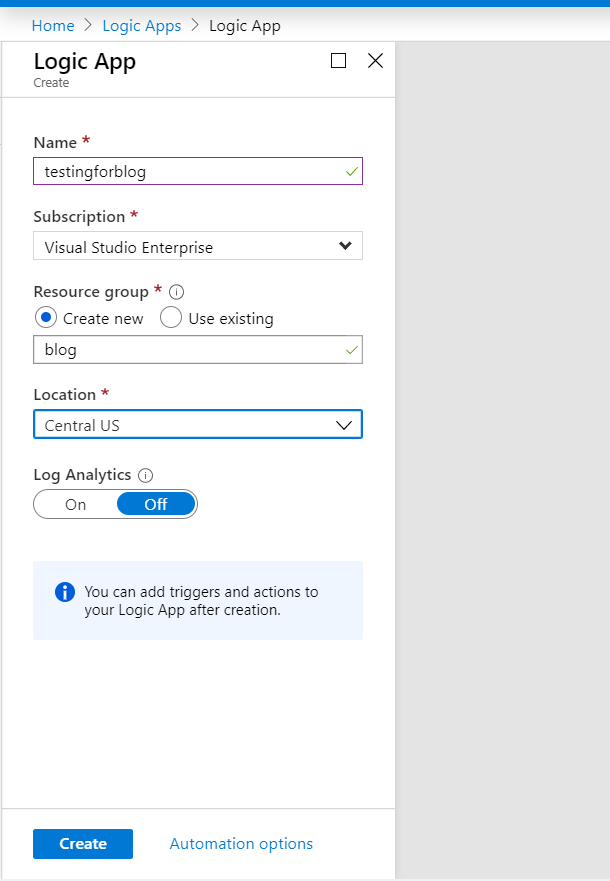 Home > Logic Apps > Logic App
Logic App
Create
Name *
testingforblog
Subscription *
Visual Studio Enterprise
Resource group *
Create new Use existing
blog
Location *
Central US
Log Analytics
On Off
You can add triggers and actions to
your Logic App after creation.
Create Automation options